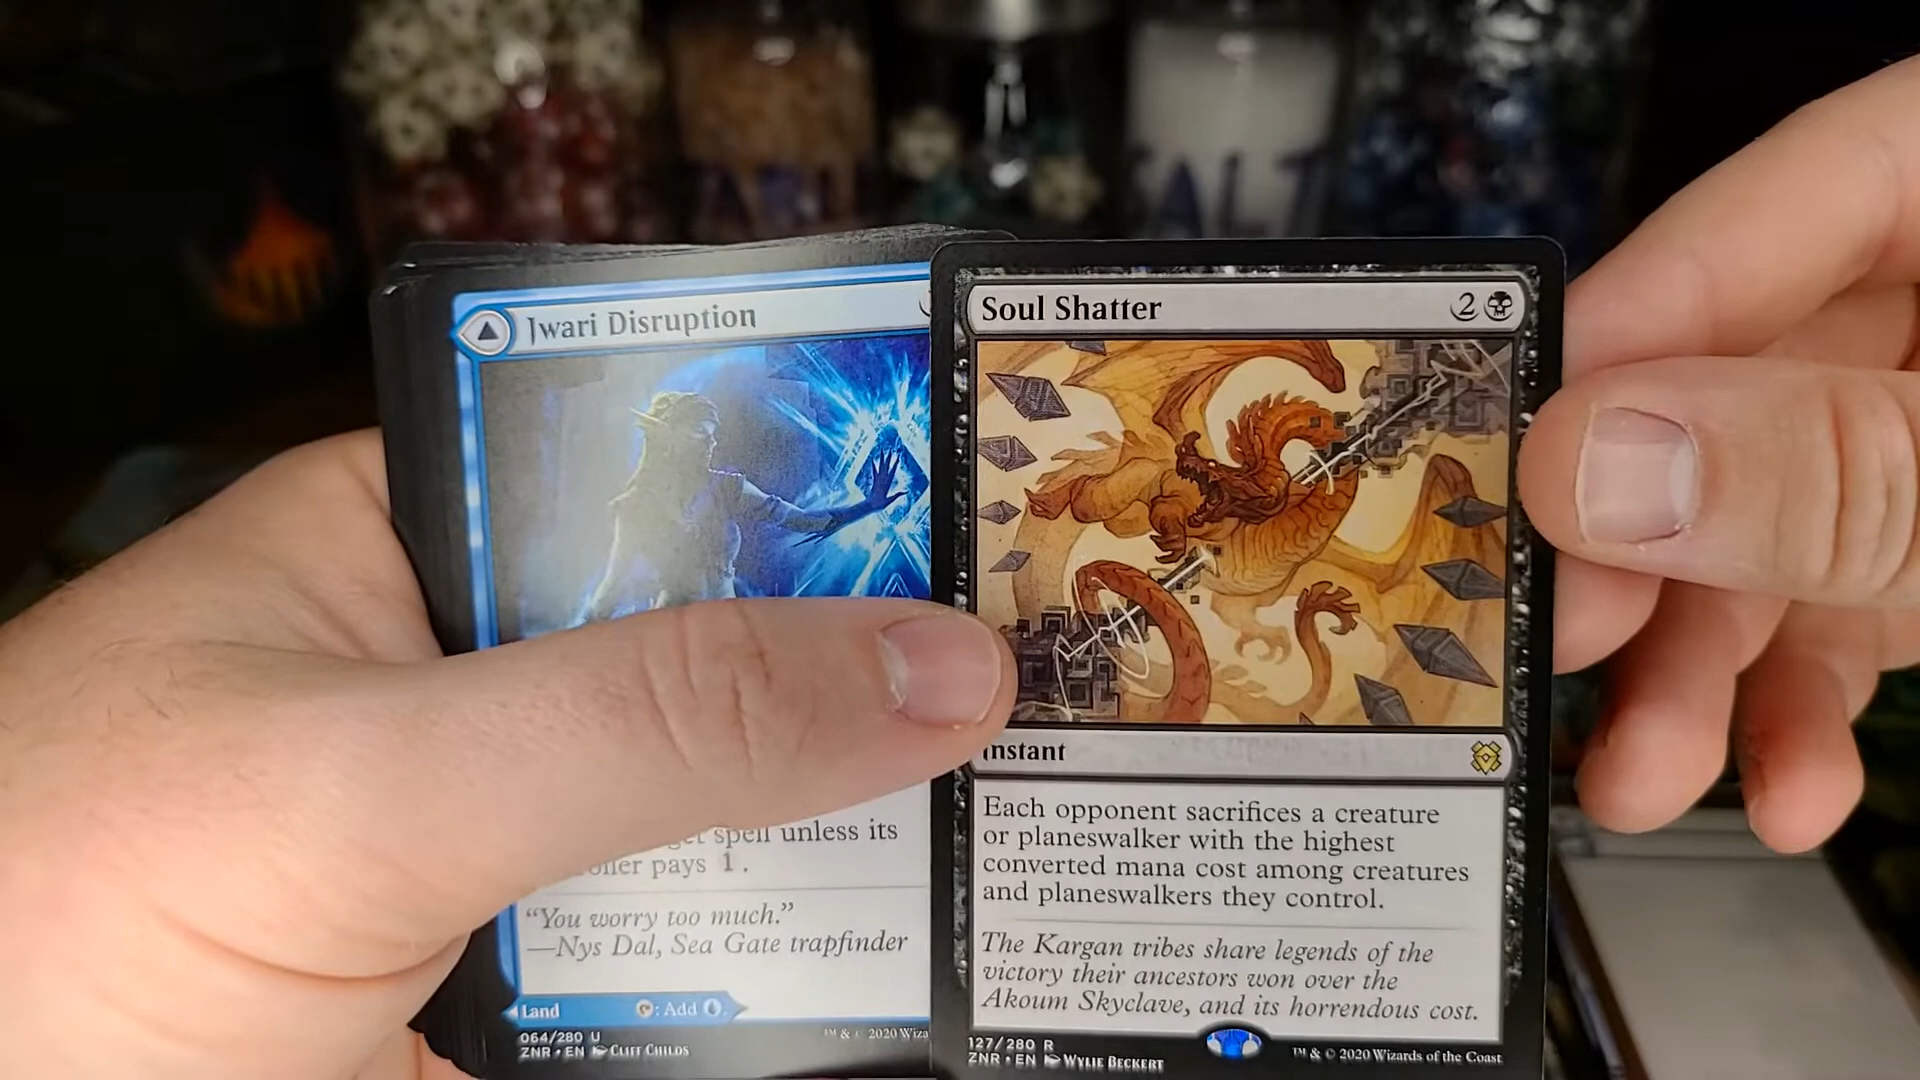 Jwari Disruption
spell unless its
pays 1.
"You worry too much."
—Nys Dal, Sea Gate trapfinder
Land
: Add
064/280 U
ZNR • EN CLIFF CHILDS
™ & © 2020 Wiza
Soul Shatter
2
Instant
Each opponent sacrifices a creature
or planeswalker with the highest
converted mana cost among creatures
and planeswalkers they control.
The Kargan tribes share legends of the
victory their ancestors won over the
Akoum Skyclave, and its horrendous cost.
127/280 R
ZNR • EN WYLIE BECKERT
™ & © 2020 Wizards of the Coast